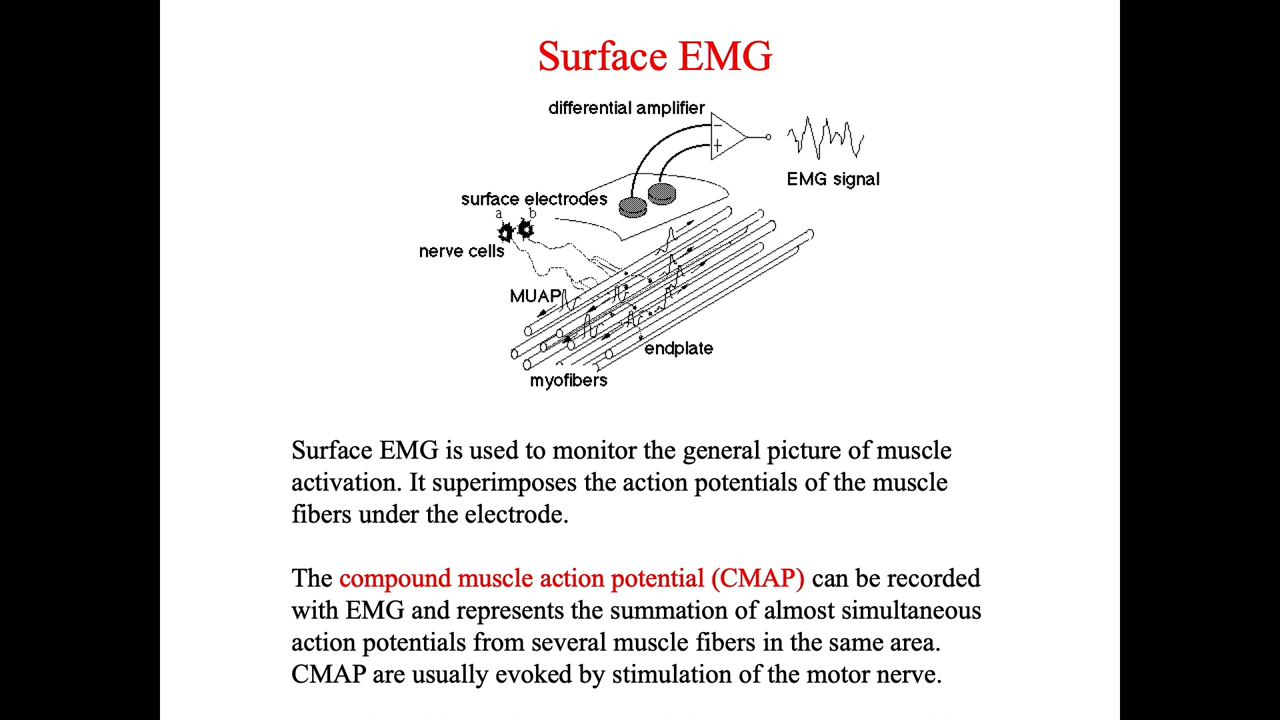 Surface EMG
differential amplifier
−
+
EMG signal
surface electrodes
a b
nerve cells
MUAP
endplate
myofibers
Surface EMG is used to monitor the general picture of muscle
activation. It superimposes the action potentials of the muscle
fibers under the electrode.
The compound muscle action potential (CMAP) can be recorded
with EMG and represents the summation of almost simultaneous
action potentials from several muscle fibers in the same area.
CMAP are usually evoked by stimulation of the motor nerve.